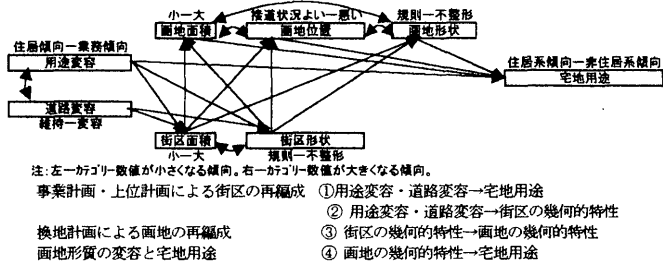 小ー大 接道状況よいー悪い 規則ー不整形
画地面積 画地位置 画地形状
住居傾向ー業務傾向
用途変容
住居系傾向ー非住居系傾向
宅地用途
道路変容
維持ー変容
街区面積 街区形状
小ー大 規則ー不整形
注:左ーカテゴリー数値が小さくなる傾向。右ーカテゴリー数値が大きくなる傾向。
事業計画・上位計画による街区の再編成 ①用途変容・道路変容→宅地用途
② 用途変容・道路変容→街区の幾何的特性
換地計画による画地の再編成 ③ 街区の幾何的特性→画地の幾何的特性
画地形質の変容と宅地用途 ④ 画地の幾何的特性→宅地用途